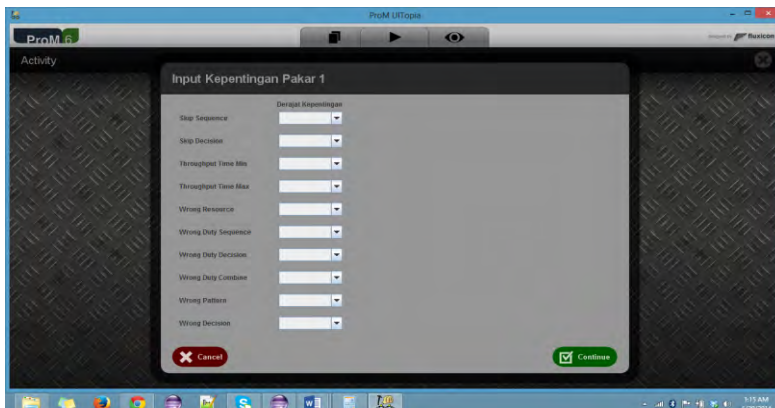 ProM UITopia
ProM 6
fluxicon
Activity
Input Kepentingan Pakar 1
Derajat Kepentingan
Skip Sequence
Skip Decision
Throughput Time Min
Throughput Time Max
Wrong Resource
Wrong Duty Sequence
Wrong Duty Decision
Wrong Duty Combine
Wrong Pattern
Wrong Decision
Cancel
Continue
5:15 AM